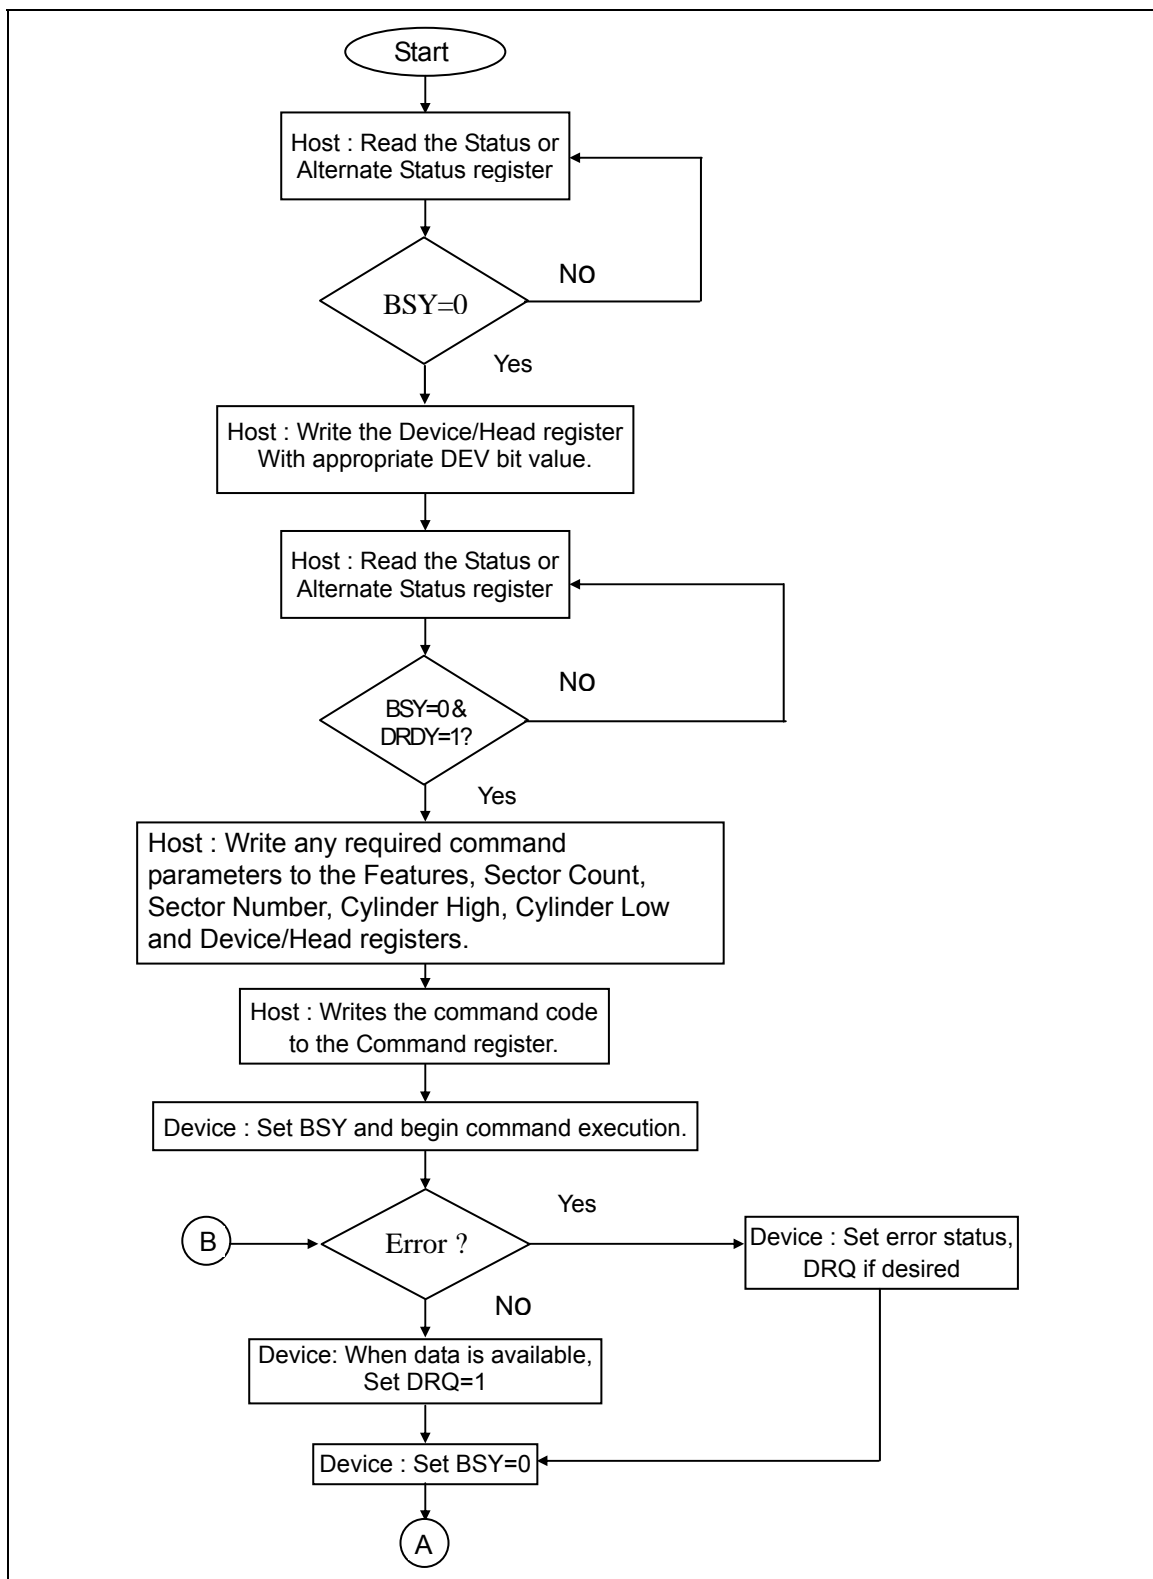 Start
Host : Read the Status or
Alternate Status register
No
BSY=0
Yes
Host : Write the Device/Head register
With appropriate DEV bit value.
Host : Read the Status or
Alternate Status register
No
BSY=0 &
DRDY=1?
Yes
Host : Write any required command
parameters to the Features, Sector Count,
Sector Number, Cylinder High, Cylinder Low
and Device/Head registers.
Host : Writes the command code
to the Command register.
Device : Set BSY and begin command execution.
Yes
B
Error ?
Device : Set error status,
DRQ if desired
No
Device: When data is available,
Set DRQ=1
Device : Set BSY=0
A